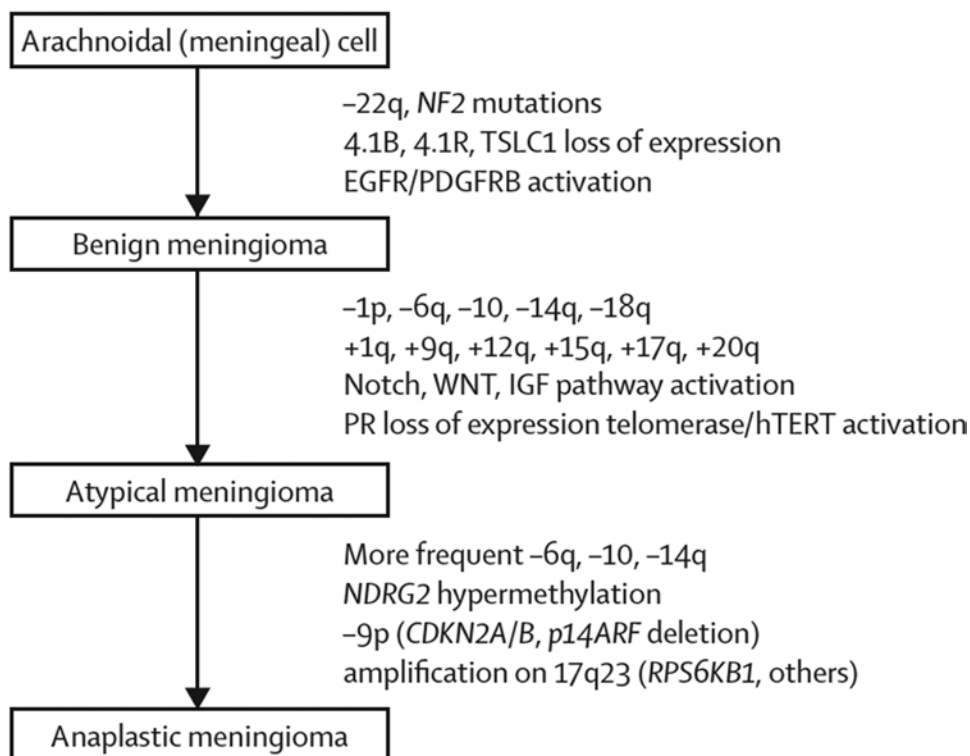 Arachnoidal (meningeal) cell
–22q, NF2 mutations
4.1B, 4.1R, TSLC1 loss of expression
EGFR/PDGFRB activation
Benign meningioma
–1p, –6q, –10, –14q, –18q
+1q, +9q, +12q, +15q, +17q, +20q
Notch, WNT, IGF pathway activation
PR loss of expression telomerase/hTERT activation
Atypical meningioma
More frequent –6q, –10, –14q
NDRG2 hypermethylation
–9p (CDKN2A/B, p14ARF deletion)
amplification on 17q23 (RPS6KB1, others)
Anaplastic meningioma